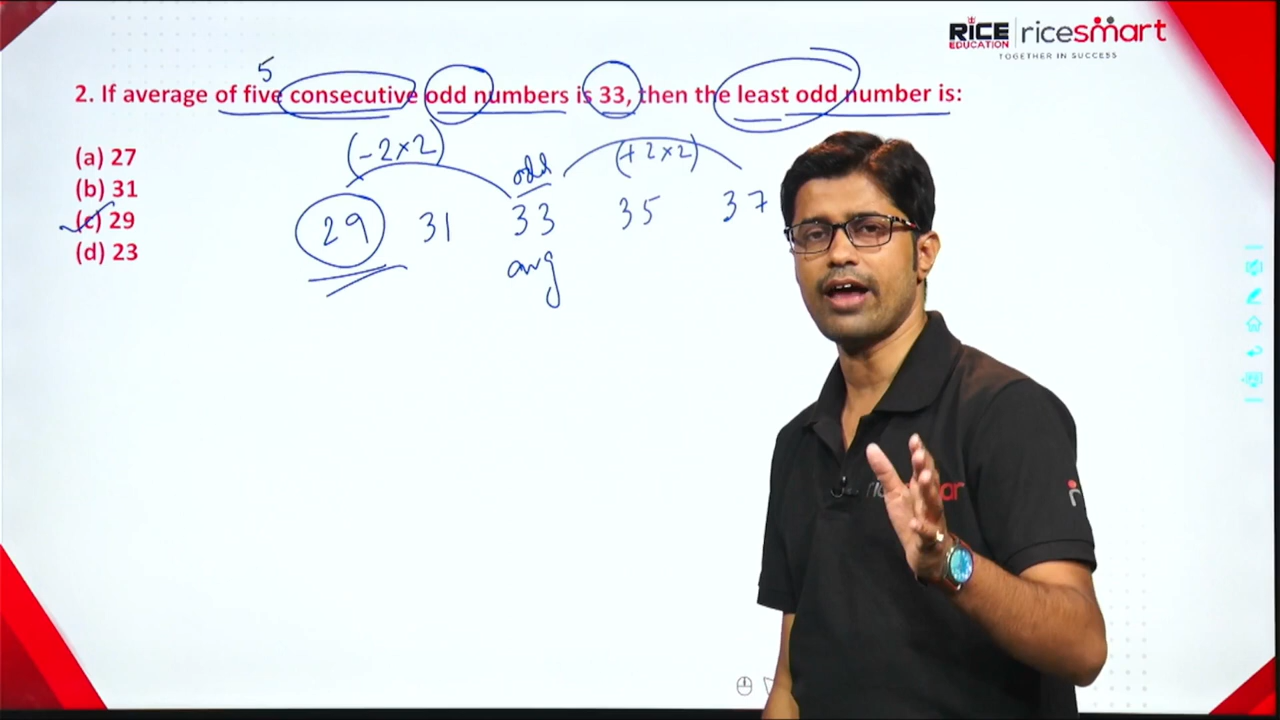 RICE EDUCATION ricesmart
TOGETHER IN SUCCESS
5
2. If average of five consecutive odd numbers is 33, then the least odd number is:
(a) 27
(b) 31
(c) 29
(d) 23
(-2×2) odd (+2×2)
29 31 33 35 37
avg